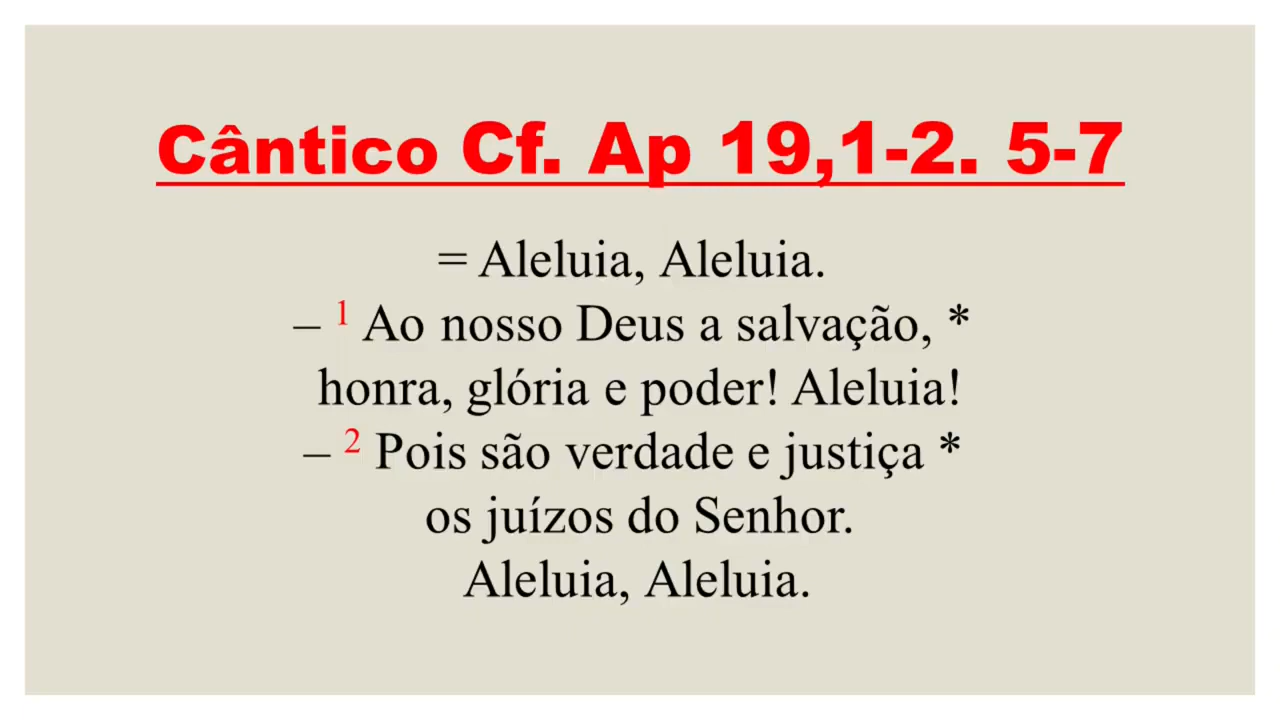 Cântico Cf. Ap 19,1-2. 5-7
= Aleluia, Aleluia.
– 1 Ao nosso Deus a salvação, *
honra, glória e poder! Aleluia!
– 2 Pois são verdade e justiça *
os juízos do Senhor.
Aleluia, Aleluia.